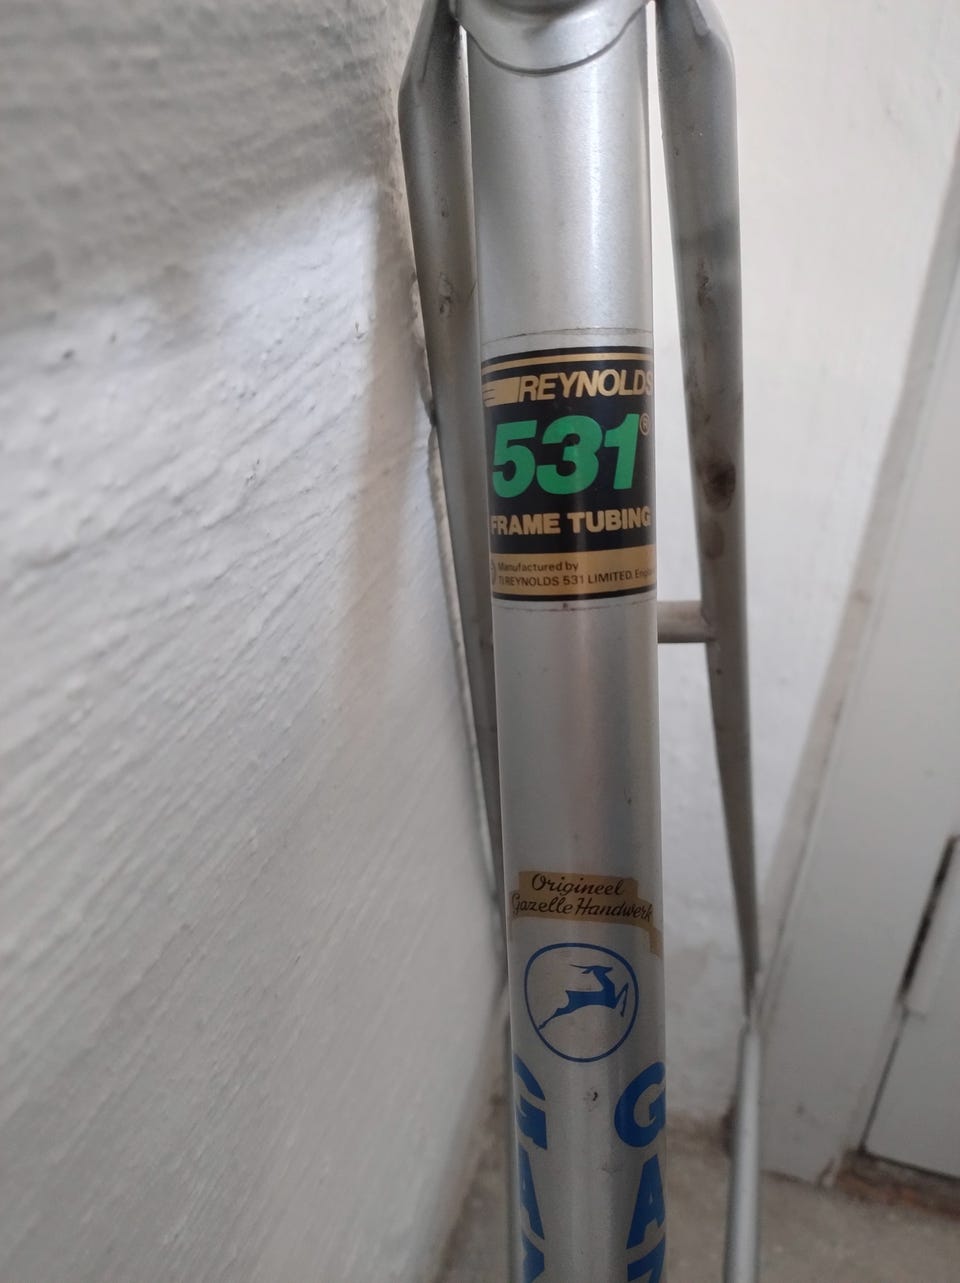 REYNOLDS
531®
FRAME TUBING
Manufactured by
TI REYNOLDS 531 LIMITED.
Origineel
Gazelle Handwerk
G G
A A
Z